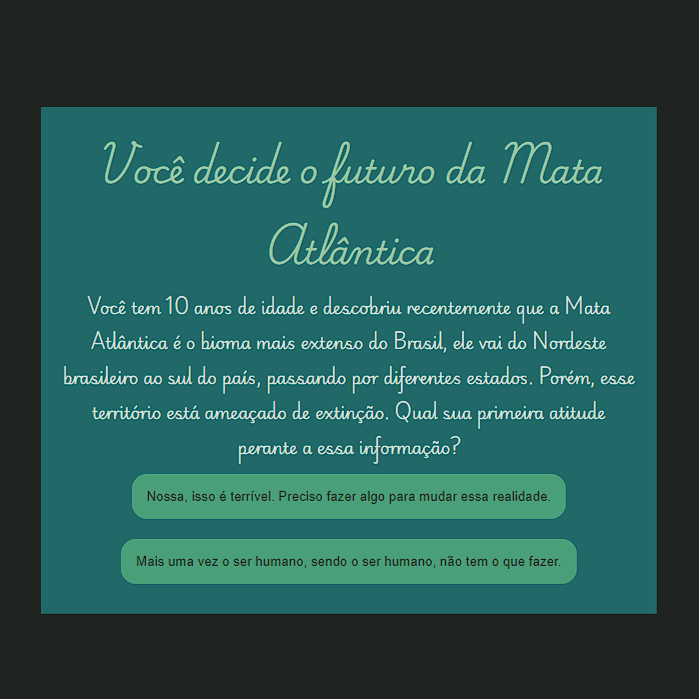 Você decide o futuro da Mata
Atlântica
Você tem 10 anos de idade e descobriu recentemente que a Mata
Atlântica é o bioma mais extenso do Brasil, ele vai do Nordeste
brasileiro ao sul do país, passando por diferentes estados. Porém, esse
território está ameaçado de extinção. Qual sua primeira atitude
perante a essa informação?
Nossa, isso é terrível. Preciso fazer algo para mudar essa realidade.
Mais uma vez o ser humano, sendo o ser humano, não tem o que fazer.